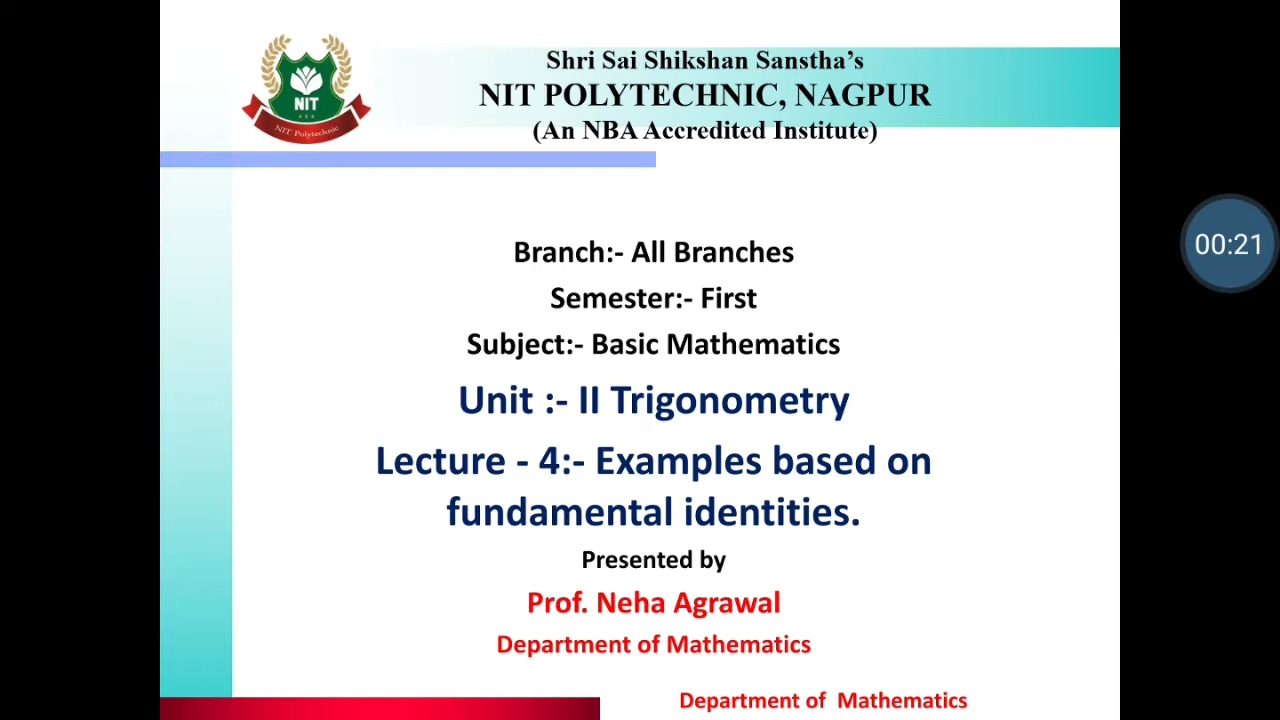 Shri Sai Shikshan Sanstha's
NIT POLYTECHNIC, NAGPUR
(An NBA Accredited Institute)
NIT
NIT Polytechnic
00:21
Branch:- All Branches
Semester:- First
Subject:- Basic Mathematics
Unit :- II Trigonometry
Lecture - 4:- Examples based on
fundamental identities.
Presented by
Prof. Neha Agrawal
Department of Mathematics
Department of Mathematics